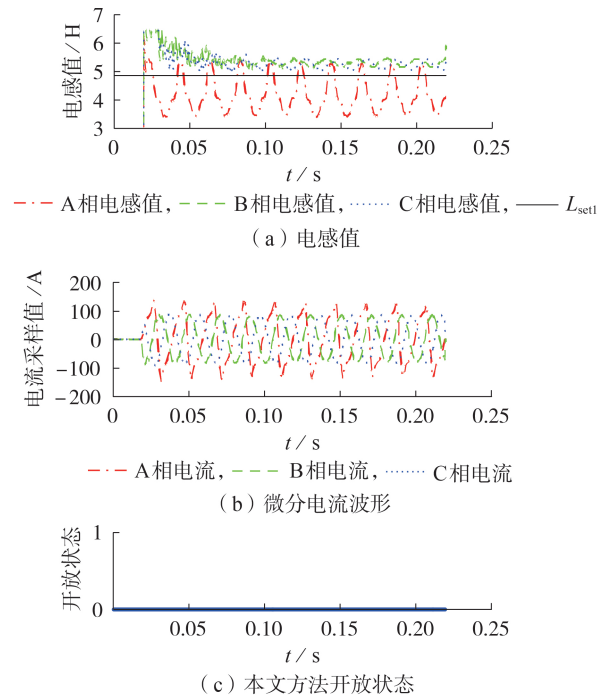 7
6
5
4
3
电感值/H
0
0.05
0.10
0.15
0.20
0.25
t / s
A相电感值,
B相电感值,
C相电感值,
Lset1
(a)电感值
200
100
0
−100
−200
电流采样值/A
0
0.05
0.10
0.15
0.20
0.25
t / s
A相电流,
B相电流,
C相电流
(b)微分电流波形
1
0
开放状态
0.05
0.10
0.15
0.20
0.25
t / s
(c)本文方法开放状态